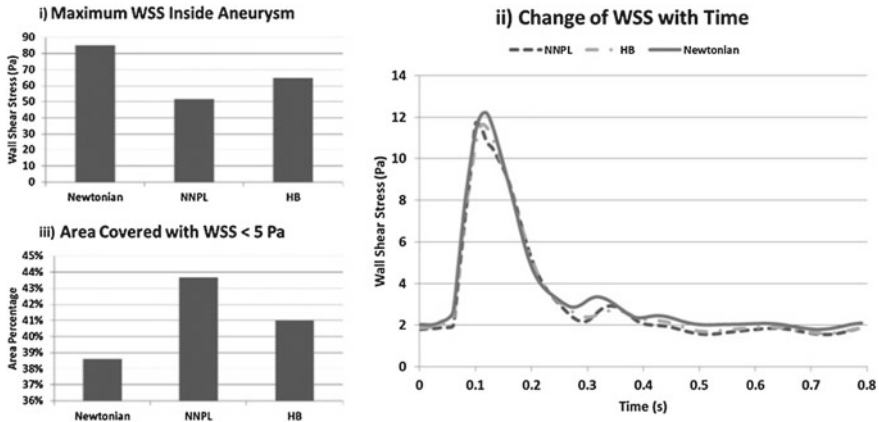 i) Maximum WSS Inside Aneurysm
Wall Shear Stress (Pa)
90
80
70
60
50
40
30
20
10
0
Newtonian NNPL HB
iii) Area Covered with WSS < 5 Pa
Area Percentage
45%
44%
43%
42%
41%
40%
39%
38%
37%
36%
Newtonian NNPL HB
ii) Change of WSS with Time
NNPL HB Newtonian
Wall Shear Stress (Pa)
14
12
10
8
6
4
2
0
0 0.1 0.2 0.3 0.4 0.5 0.6 0.7 0.8
Time (s)